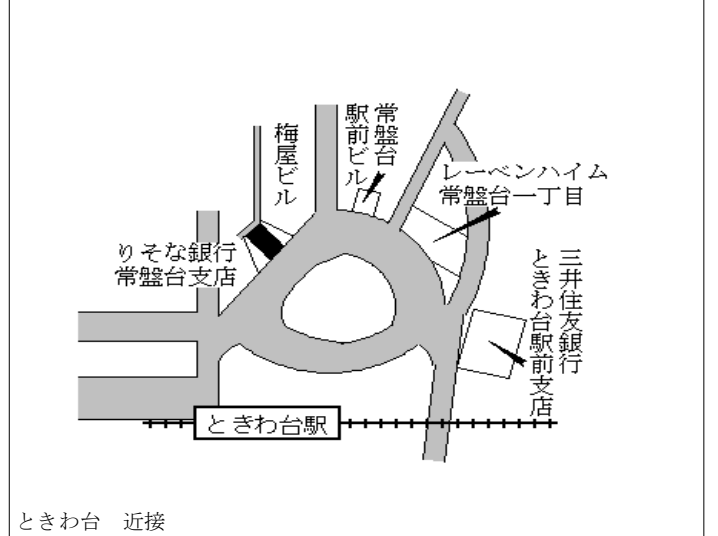 梅屋ビル
常盤台
駅前ビル
レーベンハイム
常盤台一丁目
りそな銀行
常盤台支店
三井住友銀行
ときわ台駅前支店
ときわ台駅
ときわ台　近接